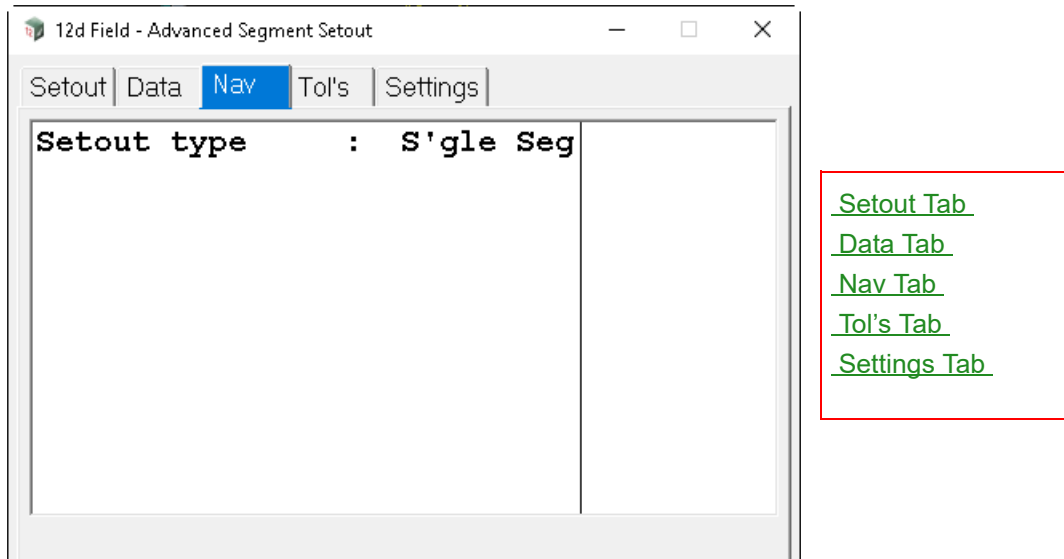 12d Field - Advanced Segment Setout
Setout Data Nav Tol's Settings
Setout type : S'gle Seg
Setout Tab
Data Tab
Nav Tab
Tol’s Tab
Settings Tab